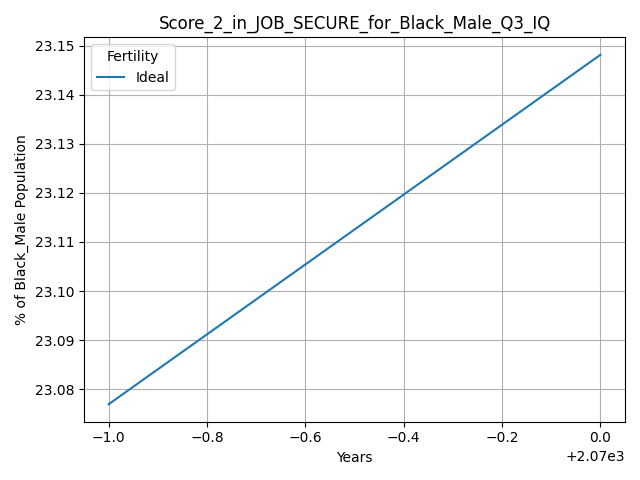 Score_2_in_JOB_SECURE_for_Black_Male_Q3_IQ
Fertility
Ideal
% of Black_Male Population
23.15
23.14
23.13
23.12
23.11
23.10
23.09
23.08
−1.0 −0.8 −0.6 −0.4 −0.2 0.0
+2.07e3
Years